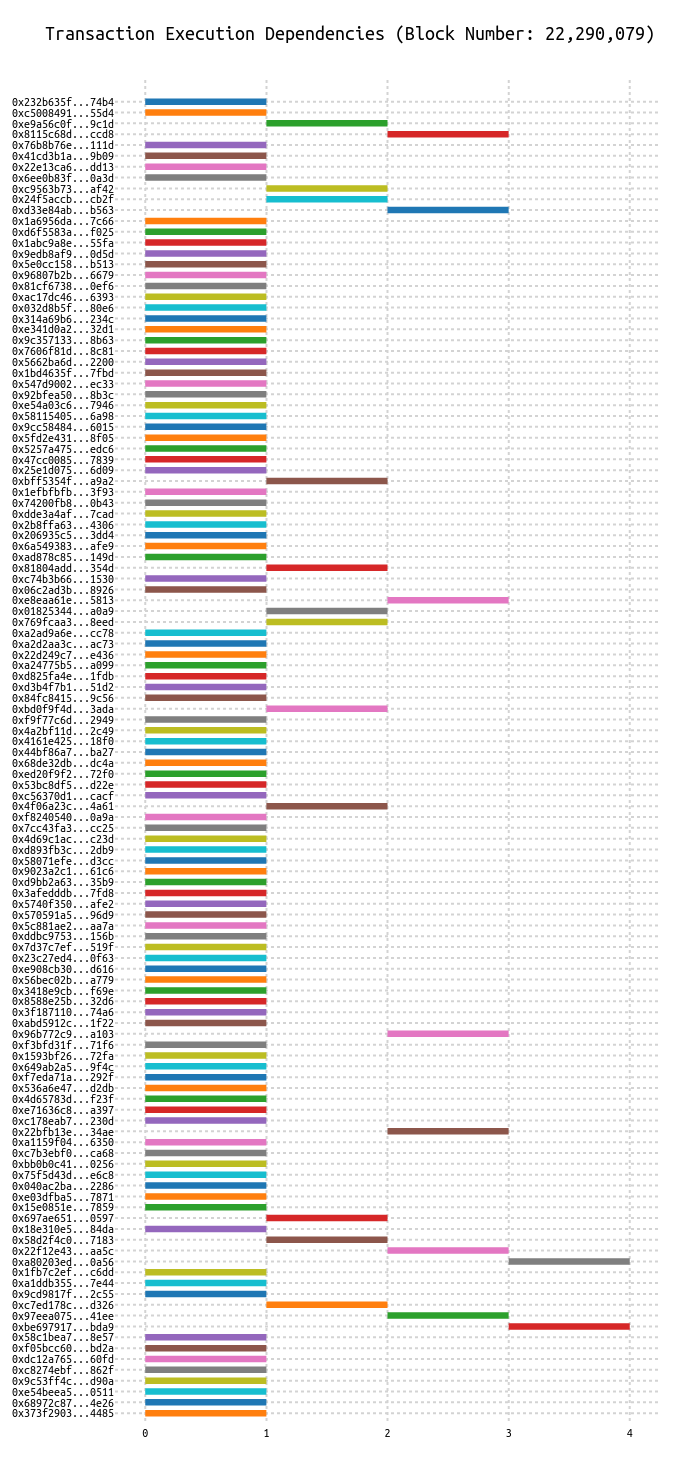 Transaction Execution Dependencies (Block Number: 22,290,079)
0x232b635f...74b4
0xc5008491...55d4
0xe9a56c0f...9c1d
0x8115c68d...ccd8
0x76b8b76e...111d
0x41cd3b1a...9b09
0x22e13ca6...dd13
0x6ee0b83f...0a3d
0xc9563b73...af42
0x24f5accb...cb2f
0xd33e84ab...b563
0x1a6956da...7c66
0xd6f5583a...f025
0x1abc9a8e...55fa
0x9edb8af9...0d5d
0x5e0cc158...b513
0x96807b2b...6679
0x81cf6738...0ef6
0xac17dc46...6393
0x032d8b5f...80e6
0x314a69b6...234c
0xe341d0a2...32d1
0x9c357133...8b63
0x7606f81d...8c81
0x5662ba6d...2200
0x1bd4635f...7fbd
0x547d9002...ec33
0x92bfea50...8b3c
0xe54a03c6...7946
0x58115405...6a98
0x9cc58484...6015
0x5fd2e431...8f05
0x5257a475...edc6
0x47cc0085...7839
0x25e1d075...6d09
0xbff5354f...a9a2
0x1efbfbfb...3f93
0x74200fb8...0b43
0xdde3a4af...7cad
0x2b8ffa63...4306
0x206935c5...3dd4
0x6a549383...afe9
0xad878c85...149d
0x81804add...354d
0xc74b3b66...1530
0x06c2ad3b...8926
0xe8eaa61e...5813
0x01825344...a0a9
0x769fcaa3...8eed
0xa2ad9a6e...cc78
0xa2d2aa3c...ac73
0x22d249c7...e436
0xa24775b5...a099
0xd825fa4e...1fdb
0xd3b4f7b1...51d2
0x84fc8415...9c56
0xbd0f9f4d...3ada
0xf9f77c6d...2949
0x4a2bf11d...2c49
0x4161e425...18f0
0x44bf86a7...ba27
0x68de32db...dc4a
0xed20f9f2...72f0
0x53bc8df5...d22e
0xc56370d1...cacf
0x4f06a23c...4a61
0xf8240540...0a9a
0x7cc43fa3...cc25
0x4d69c1ac...c23d
0xd893fb3c...2db9
0x58071efe...d3cc
0x9023a2c1...61c6
0xd9bb2a63...35b9
0x3afedddb...7fd8
0x5740f350...afe2
0x570591a5...96d9
0x5c881ae2...aa7a
0xddbc9753...156b
0x7d37c7ef...519f
0x23c27ed4...0f63
0xe908cb30...d616
0x56bec02b...a779
0x3418e9cb...f69e
0x8588e25b...32d6
0x3f187110...74a6
0xabd5912c...1f22
0x96b772c9...a103
0xf3bfd31f...71f6
0x1593bf26...72fa
0x649ab2a5...9f4c
0xf7eda71a...292f
0x536a6e47...d2db
0x4d65783d...f23f
0xe71636c8...a397
0xc178eab7...230d
0x22bfb13e...34ae
0xa1159f04...6350
0xc7b3ebf0...ca68
0xbb0b0c41...0256
0x75f5d43d...e6c8
0x040ac2ba...2286
0xe03dfba5...7871
0x15e0851e...7859
0x697ae651...0597
0x18e310e5...84da
0x58d2f4c0...7183
0x22f12e43...aa5c
0xa80203ed...0a56
0x1fb7c2ef...c6dd
0xa1ddb355...7e44
0x9cd9817f...2c55
0xc7ed178c...d326
0x97eea075...41ee
0xbe697917...bda9
0x58c1bea7...8e57
0xf05bcc60...bd2a
0xdc12a765...60fd
0xc8274ebf...862f
0x9c53ff4c...d90a
0xe54beea5...0511
0x68972c87...4e26
0x373f2903...4485
0 1 2 3 4